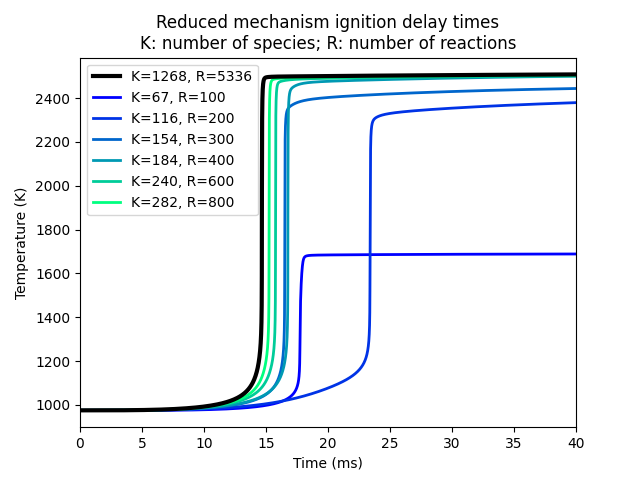 Reduced mechanism ignition delay times
K: number of species; R: number of reactions
K=1268, R=5336
K=67, R=100
K=116, R=200
K=154, R=300
K=184, R=400
K=240, R=600
K=282, R=800
Temperature (K)
2400
2200
2000
1800
1600
1400
1200
1000
0 5 10 15 20 25 30 35 40
Time (ms)